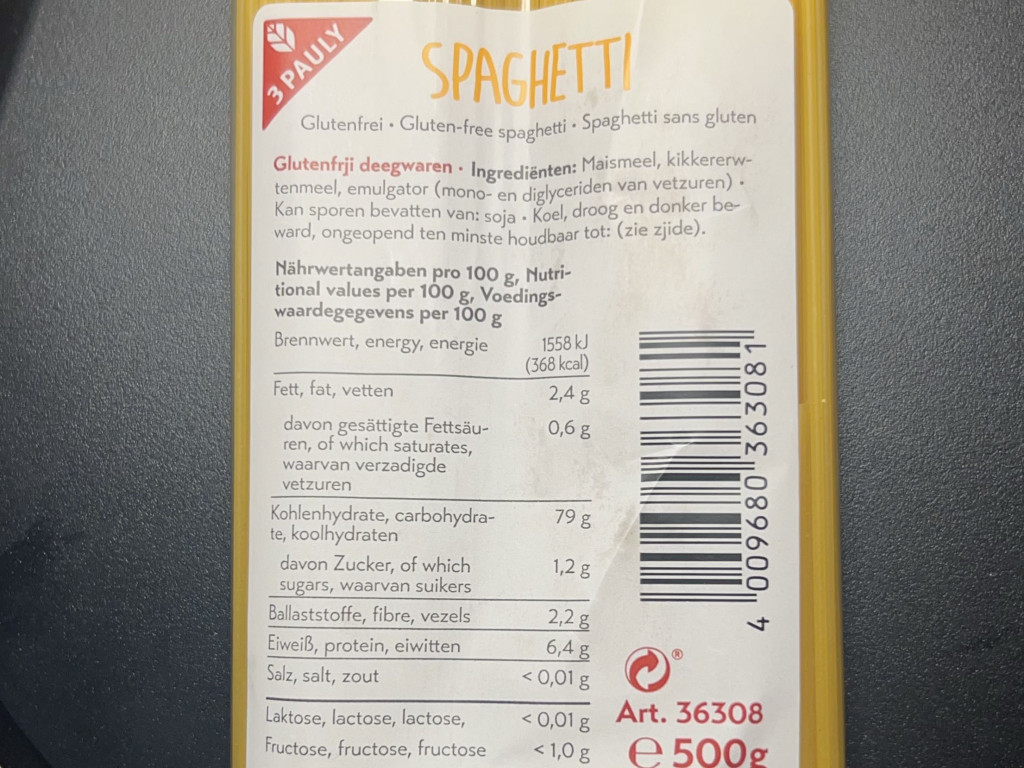 3 PAULY
SPAGHETTI
Glutenfrei · Gluten-free spaghetti · Spaghetti sans gluten
Glutenfrji deegwaren · Ingrediënten: Maismeel, kikkererw-
tenmeel, emulgator (mono- en diglyceriden van vetzuren) ·
Kan sporen bevatten van: soja · Koel, droog en donker be-
ward, ongeopend ten minste houdbaar tot: (zie zjide).
Nährwertangaben pro 100 g, Nutri-
tional values per 100 g, Voedings-
waardegegevens per 100 g
Brennwert, energy, energie 1558 kJ
(368 kcal)
Fett, fat, vetten 2,4 g
davon gesättigte Fettsäu- 0,6 g
ren, of which saturates,
waarvan verzadigde
vetzuren
Kohlenhydrate, carbohydra- 79 g
te, koolhydraten
davon Zucker, of which 1,2 g
sugars, waarvan suikers
Ballaststoffe, fibre, vezels 2,2 g
Eiweiß, protein, eiwitten 6,4 g
Salz, salt, zout < 0,01 g
Laktose, lactose, lactose, < 0,01 g
Fructose, fructose, fructose < 1,0 g
4 009680 363081
®
Art. 36308
e 500g